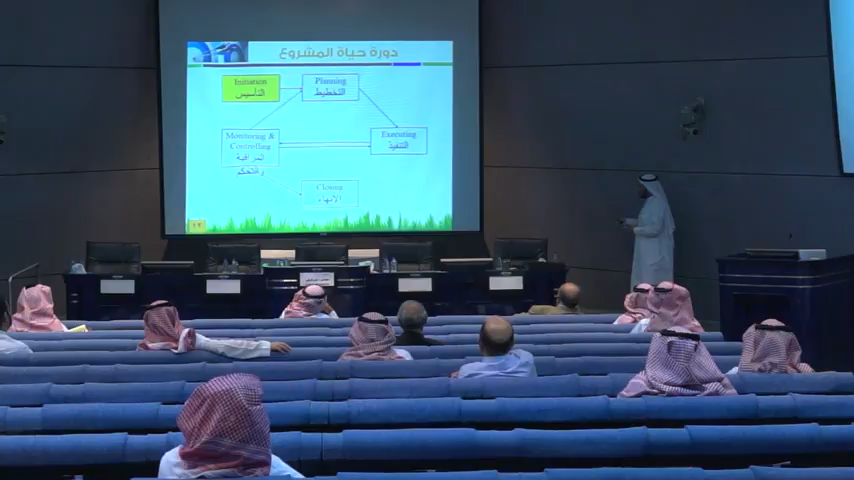 دورة حياة المشروع
Initiation
التأسيس
Planning
التخطيط
Monitoring &
Controlling
المراقبة
والتحكم
Executing
التنفيذ
Closing
الإنهاء